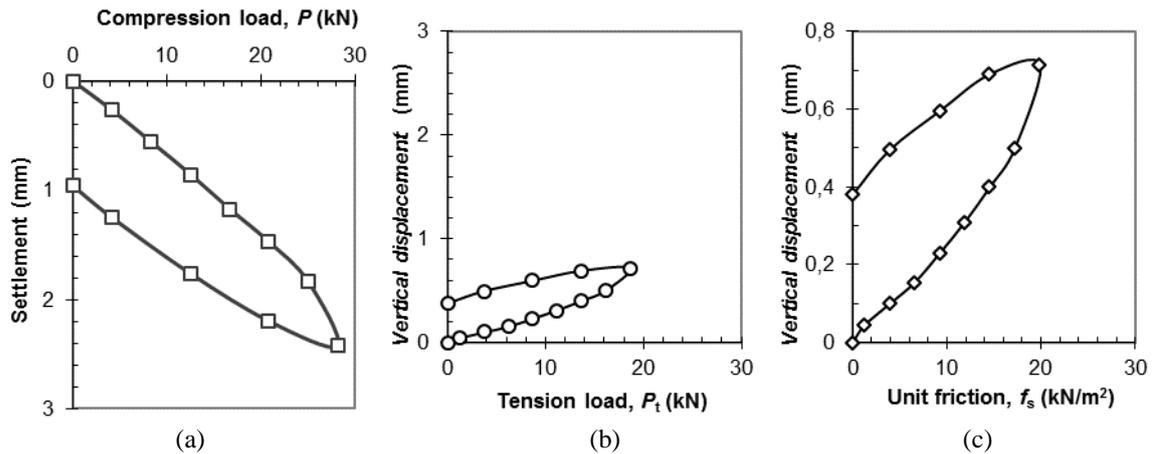 Compression load, P (kN)
0 10 20 30
0
1
2
3
Settlement (mm)
(a)
3
2
1
0
Vertical displacement (mm)
0 10 20 30
Tension load, Pt (kN)
(b)
0,8
0,6
0,4
0,2
0
Vertical displacement (mm)
0 10 20 30
Unit friction, fs (kN/m²)
(c)